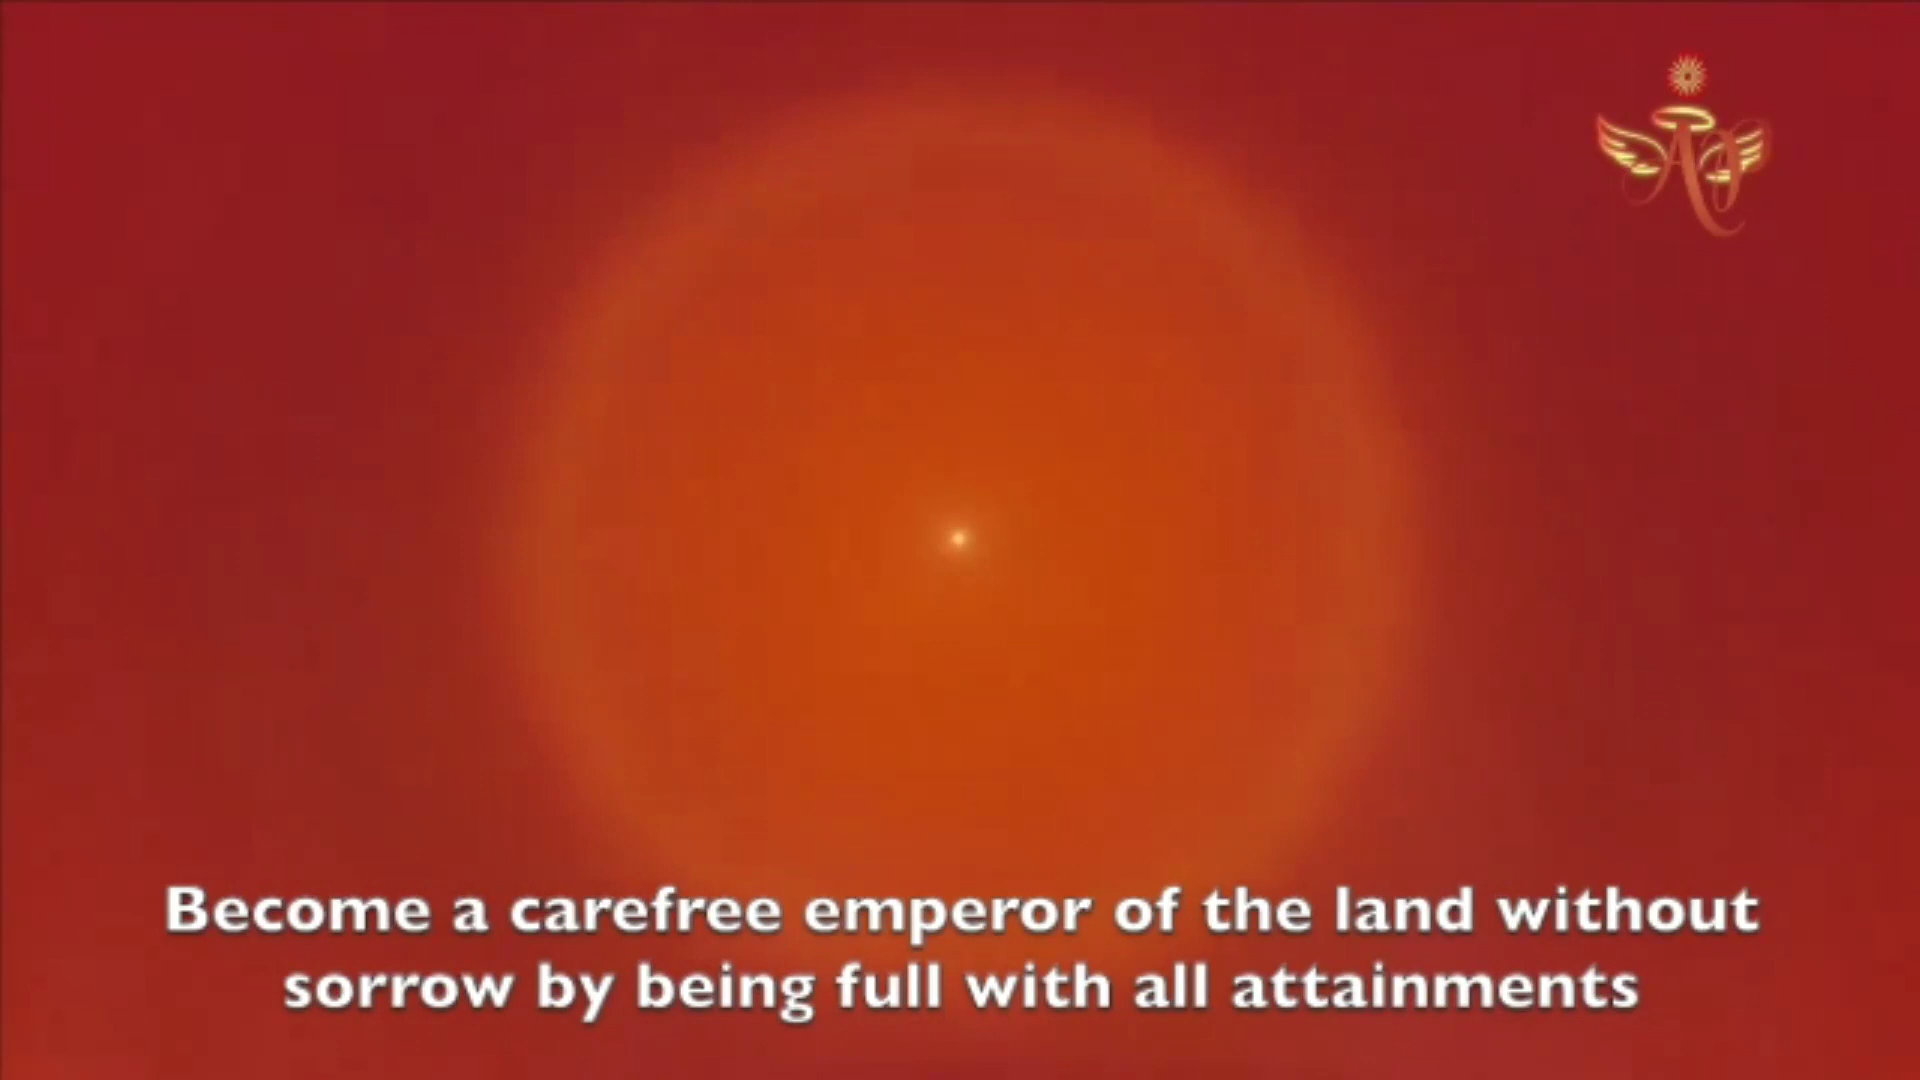 Become a carefree emperor of the land without
sorrow by being full with all attainments